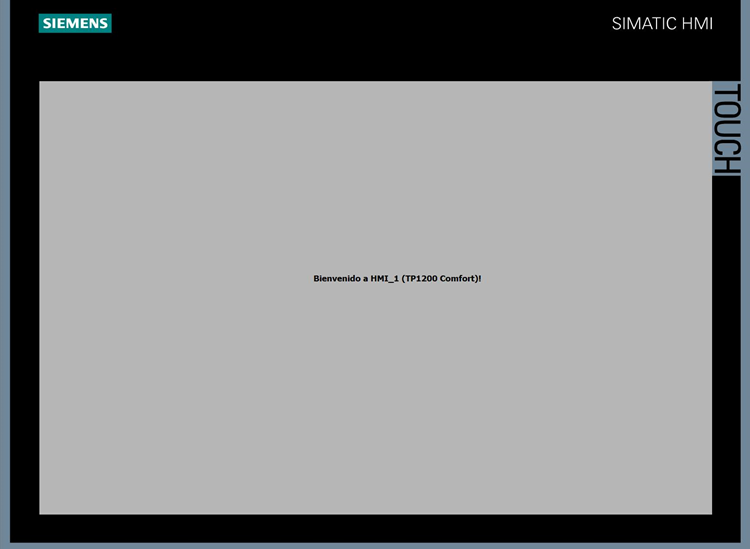 SIEMENS
SIMATIC HMI
TOUCH
Bienvenido a HMI_1 (TP1200 Comfort)!